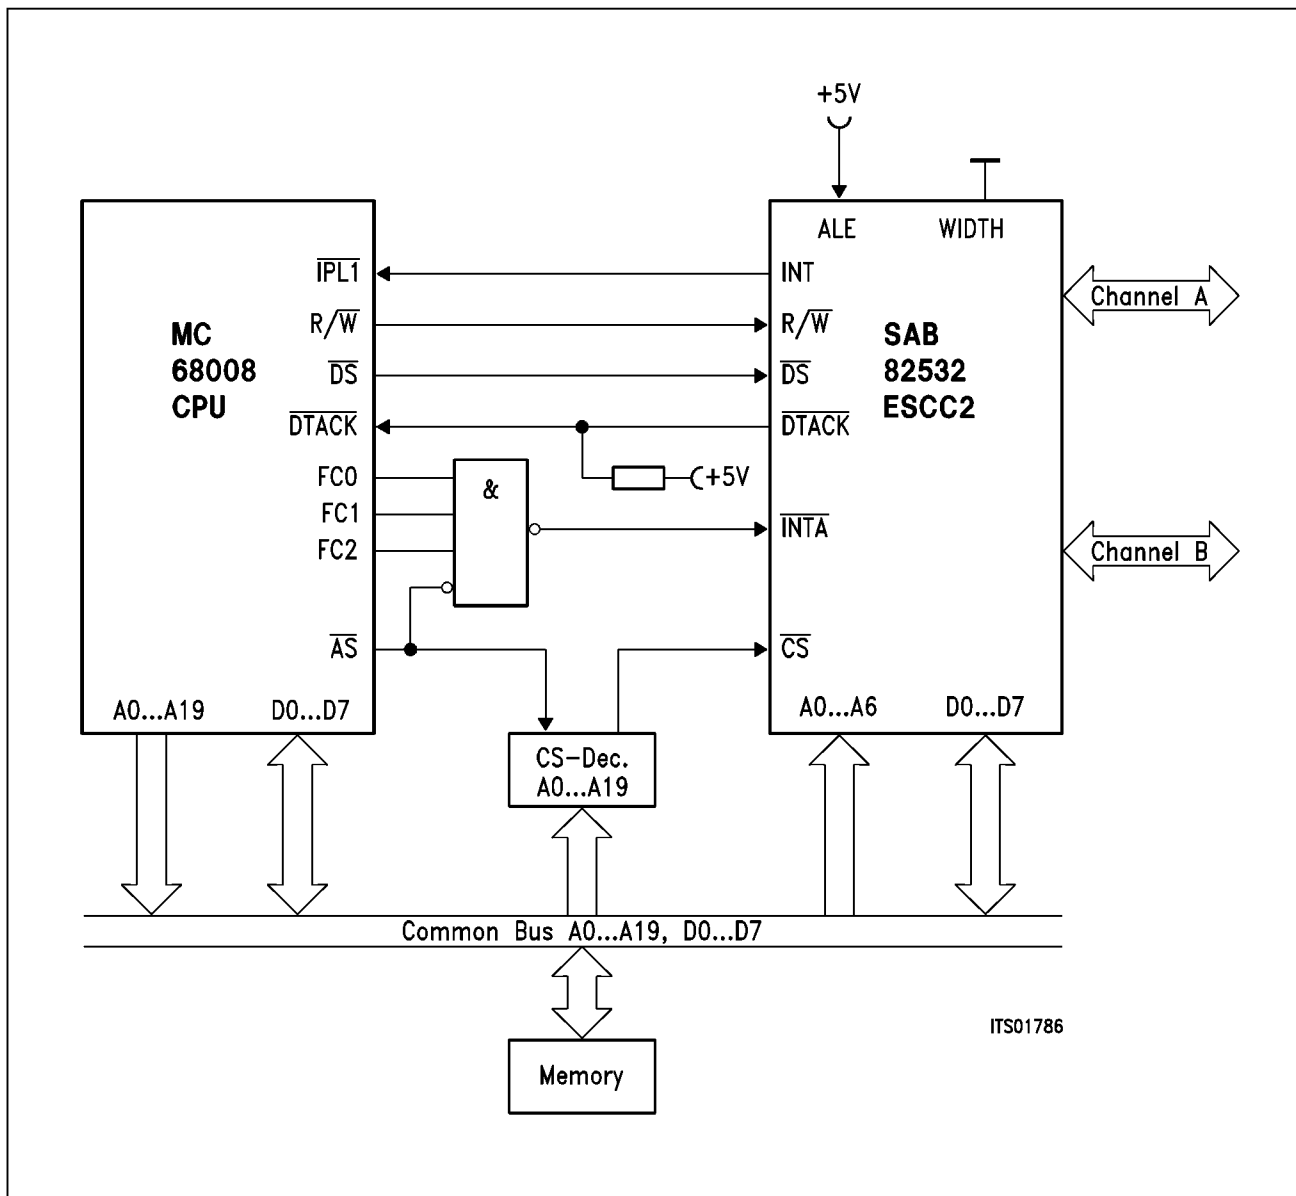 +5V
ALE WIDTH
IPL1 INT
Channel A
R/W R/W
MC
68008
CPU
SAB
82532
ESCC2
DS DS
DTACK DTACK
FC0
& +5V
FC1
INTA
FC2
Channel B
AS CS
A0...A19 D0...D7
A0...A6 D0...D7
CS-Dec.
A0...A19
Common Bus A0...A19, D0...D7
ITS01786
Memory